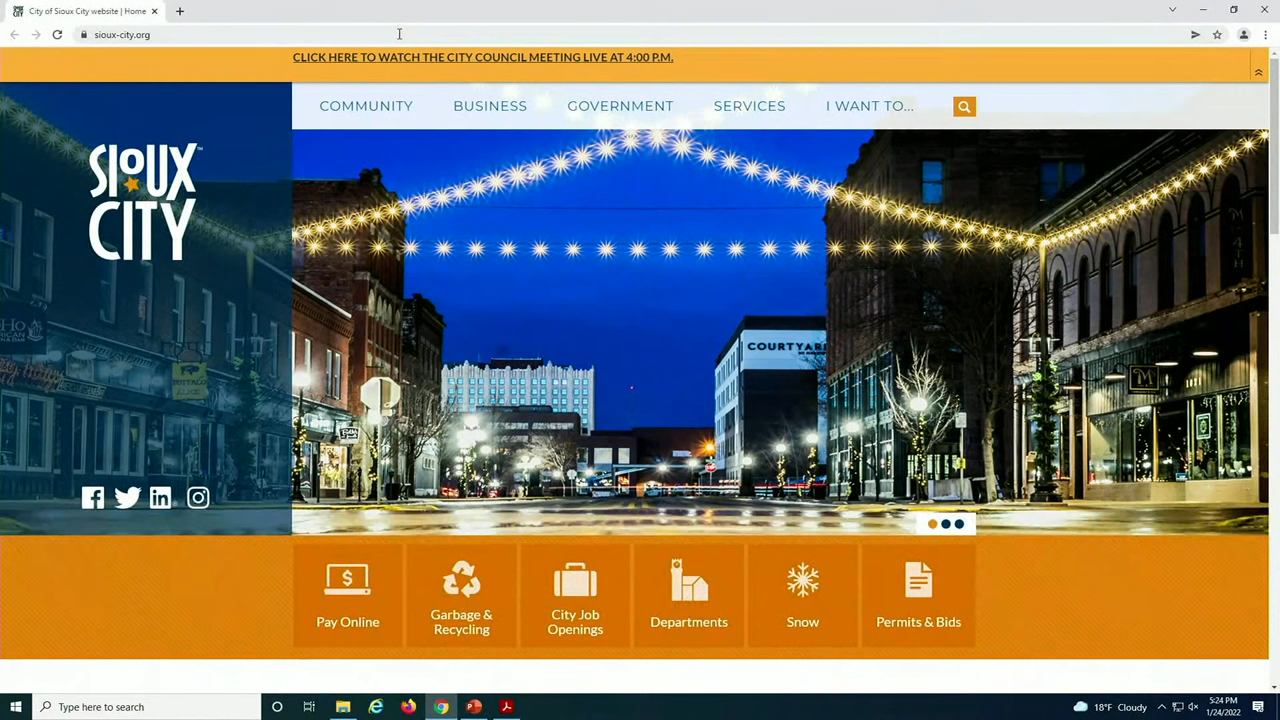 City of Sioux City website | Home
sioux-city.org
CLICK HERE TO WATCH THE CITY COUNCIL MEETING LIVE AT 4:00 P.M.
COMMUNITY BUSINESS GOVERNMENT SERVICES I WANT TO...
SIOUX
CITY
COURTYARD
Pay Online
Garbage & Recycling
City Job Openings
Departments
Snow
Permits & Bids
Type here to search
18°F Cloudy
5:24 PM
1/24/2022